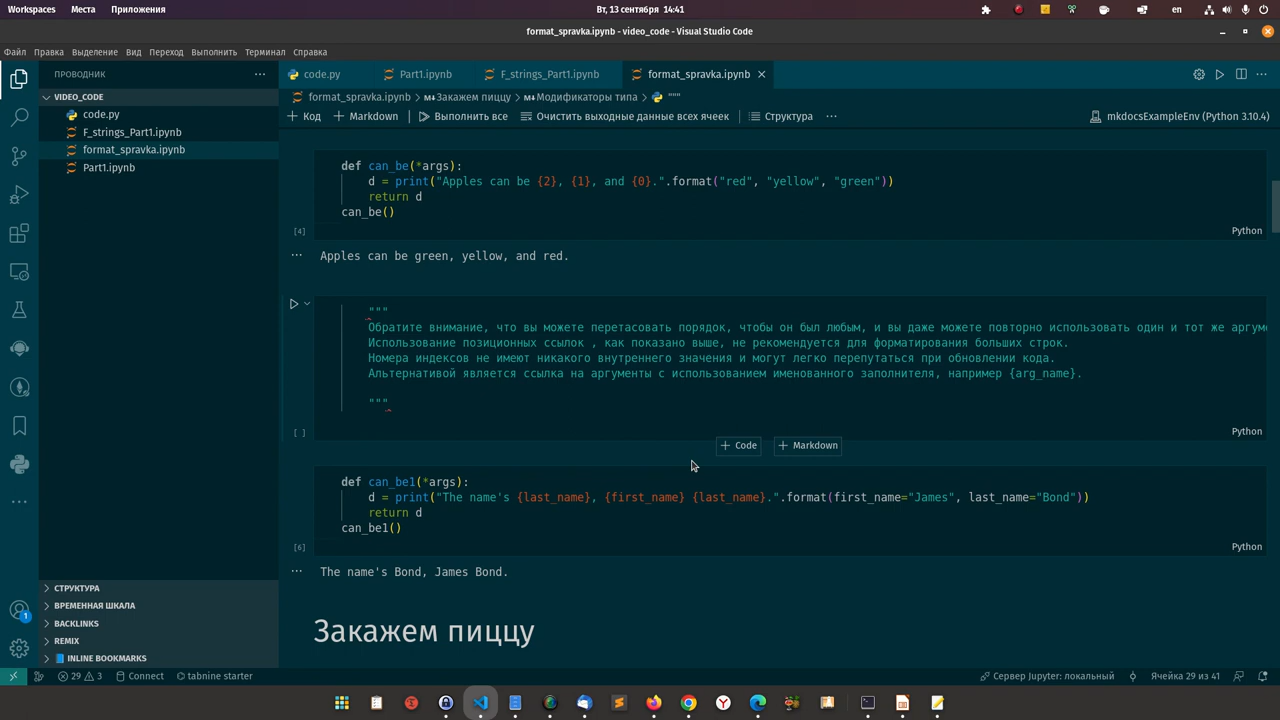 Workspaces Места Приложения Вт, 13 сентября 14:41 en
format_spravka.ipynb - video_code - Visual Studio Code
Файл Правка Выделение Вид Переход Выполнить Терминал Справка
ПРОВОДНИК ··· code.py Part1.ipynb F_strings_Part1.ipynb format_spravka.ipynb
VIDEO_CODE
format_spravka.ipynb > M↓Закажем пиццу > M↓Модификаторы типа > """
code.py
F_strings_Part1.ipynb
format_spravka.ipynb
Part1.ipynb
+ Код + Markdown Выполнить все Очистить выходные данные всех ячеек Структура ··· mkdocsExampleEnv (Python 3.10.4)
def can_be(*args):
d = print("Apples can be {2}, {1}, and {0}.".format("red", "yellow", "green"))
return d
can_be()
[4] Python
Apples can be green, yellow, and red.
"""
Обратите внимание, что вы можете перетасовать порядок, чтобы он был любым, и вы даже можете повторно использовать один и тот же аргум
Использование позиционных ссылок , как показано выше, не рекомендуется для форматирования больших строк.
Номера индексов не имеют никакого внутреннего значения и могут легко перепутаться при обновлении кода.
Альтернативой является ссылка на аргументы с использованием именованного заполнителя, например {arg_name}.
"""
[ ] Python
+ Code + Markdown
def can_be1(*args):
d = print("The name's {last_name}, {first_name} {last_name}.".format(first_name="James", last_name="Bond"))
return d
can_be1()
[6] Python
The name's Bond, James Bond.
Закажем пиццу
СТРУКТУРА
ВРЕМЕННАЯ ШКАЛА
BACKLINKS
REMIX
INLINE BOOKMARKS
1
29 3 Connect tabnine starter Сервер Jupyter: локальный Ячейка 29 из 41